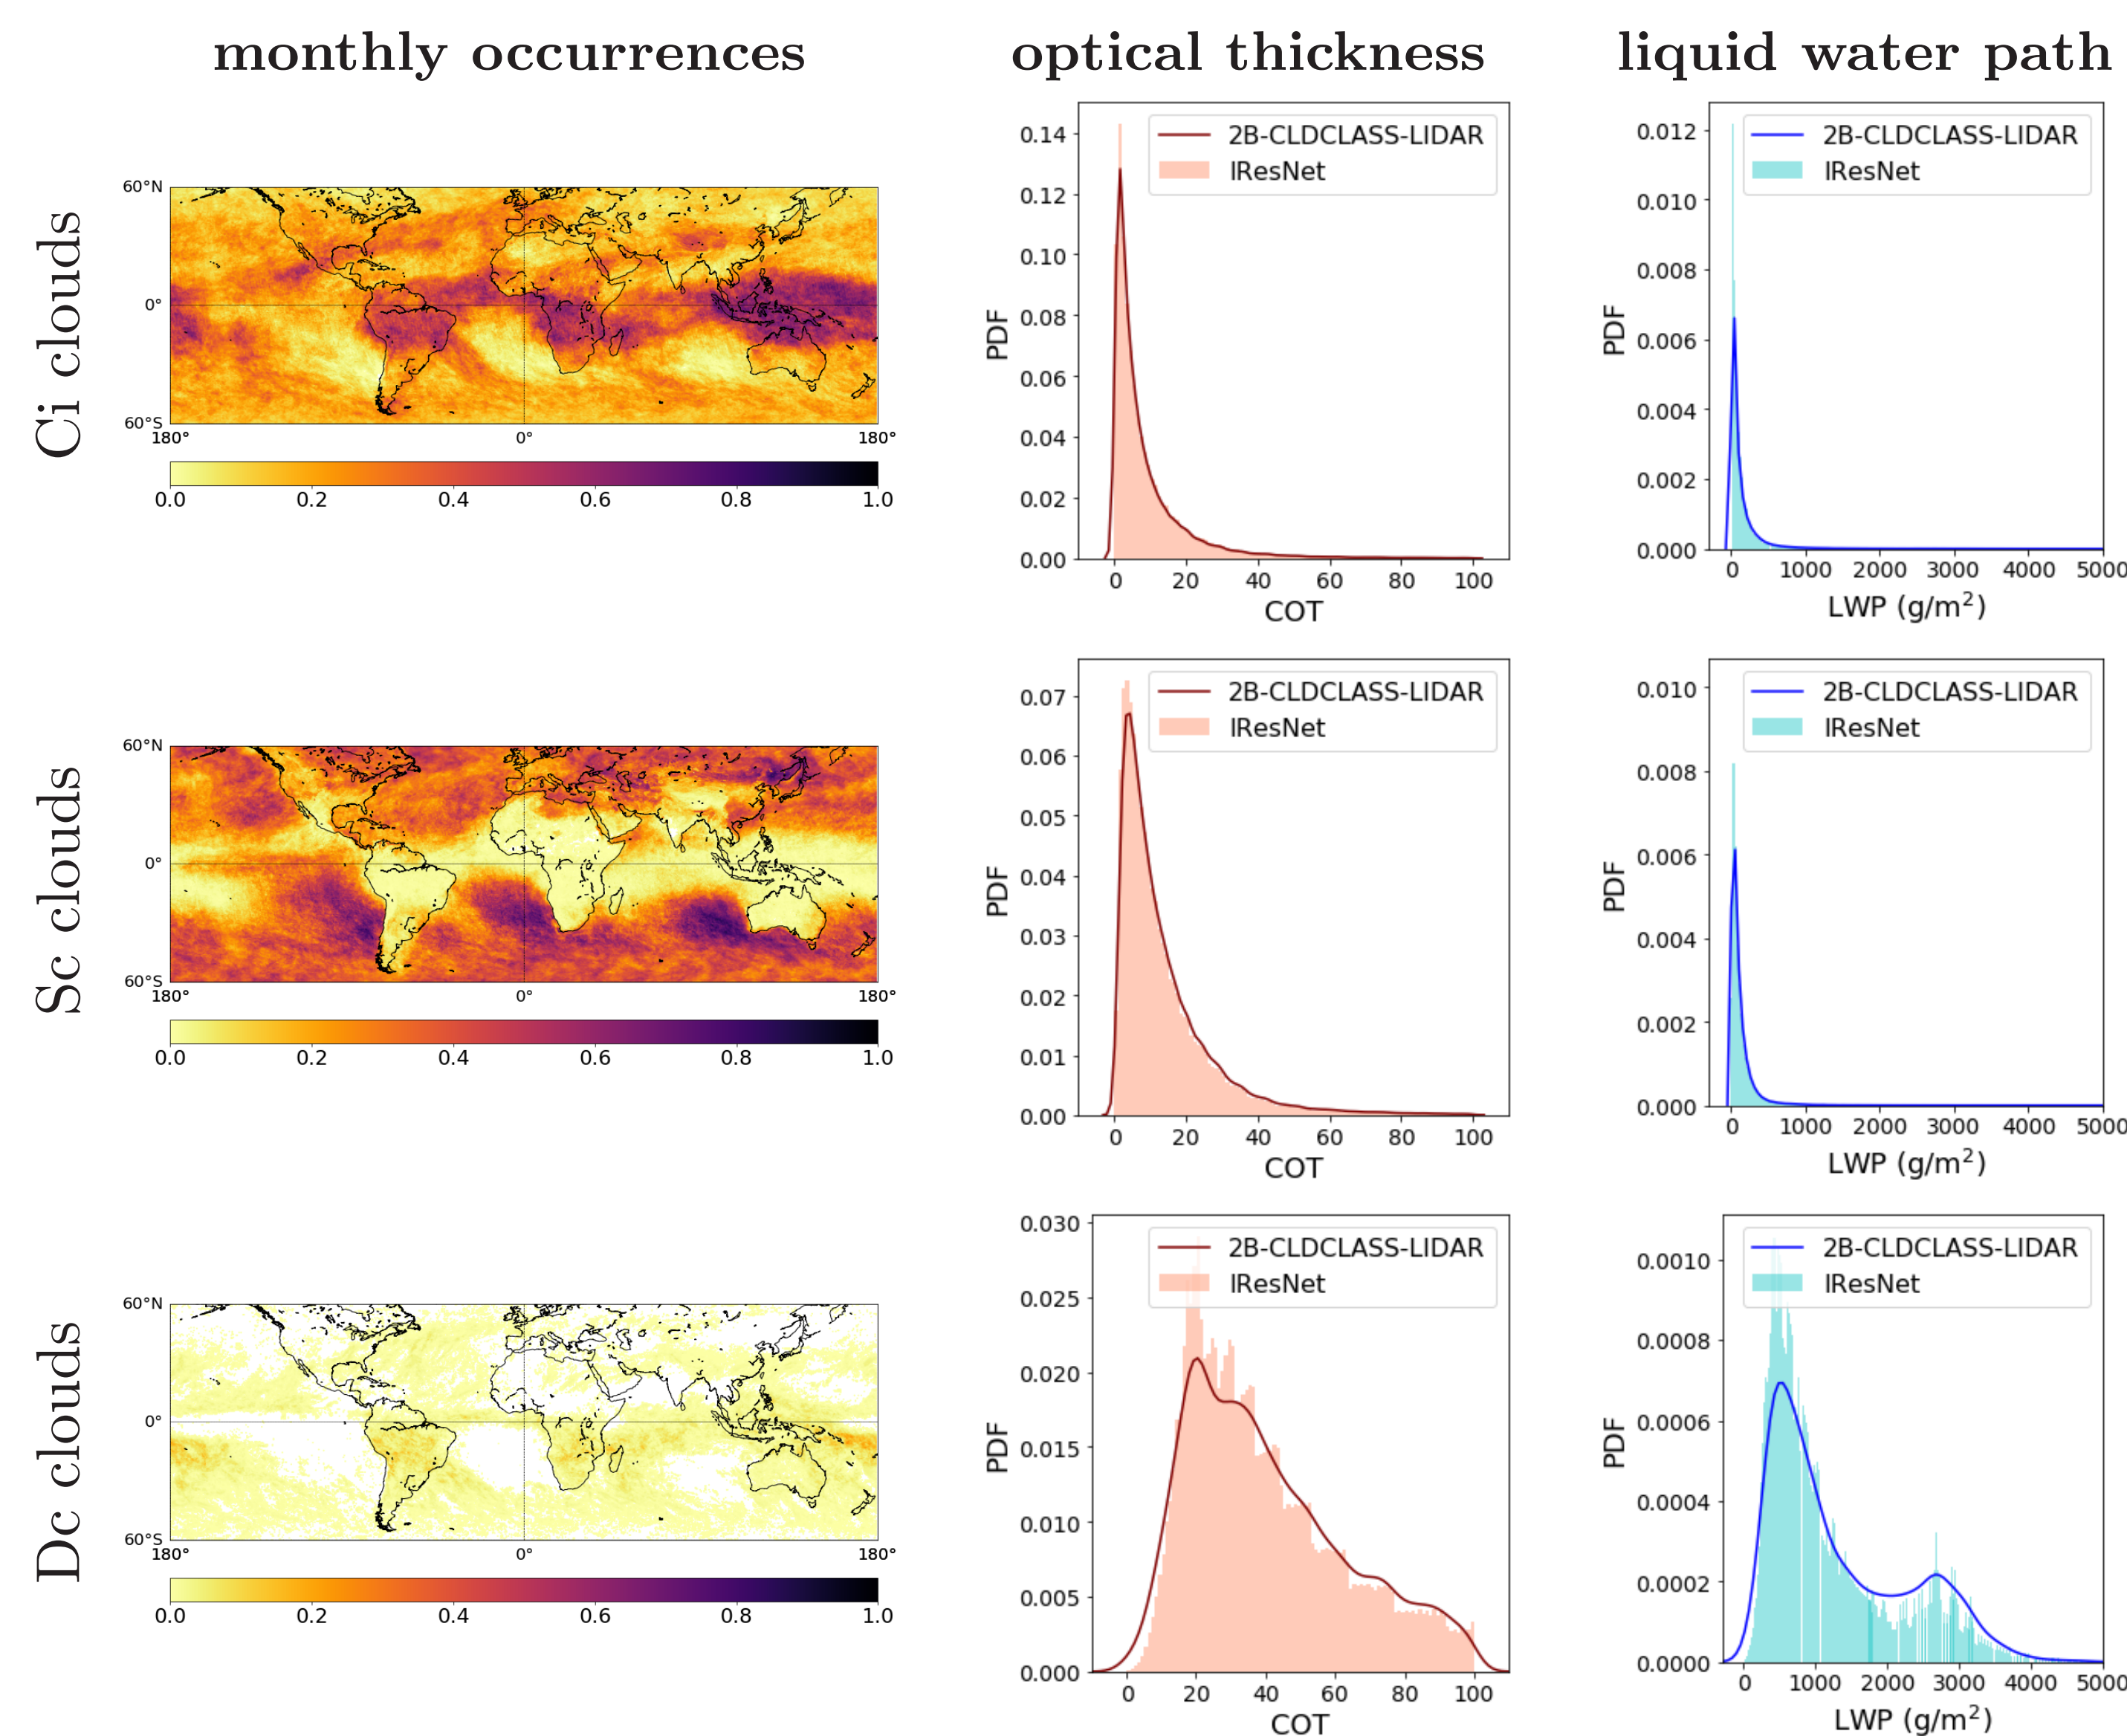 monthly occurrences
optical thickness
liquid water path
Ci clouds
60°N
0°
60°S
180°
0°
180°
0.0 0.2 0.4 0.6 0.8 1.0
PDF
0.14
0.12
0.10
0.08
0.06
0.04
0.02
0.00
2B-CLDCLASS-LIDAR
IResNet
0 20 40 60 80 100
COT
PDF
0.012
0.010
0.008
0.006
0.004
0.002
0.000
2B-CLDCLASS-LIDAR
IResNet
0 1000 2000 3000 4000 5000
LWP (g/m²)
Sc clouds
60°N
0°
60°S
180°
0°
180°
0.0 0.2 0.4 0.6 0.8 1.0
PDF
0.07
0.06
0.05
0.04
0.03
0.02
0.01
0.00
2B-CLDCLASS-LIDAR
IResNet
0 20 40 60 80 100
COT
PDF
0.010
0.008
0.006
0.004
0.002
0.000
2B-CLDCLASS-LIDAR
IResNet
0 1000 2000 3000 4000 5000
LWP (g/m²)
Dc clouds
60°N
0°
60°S
180°
0°
180°
0.0 0.2 0.4 0.6 0.8 1.0
PDF
0.030
0.025
0.020
0.015
0.010
0.005
0.000
2B-CLDCLASS-LIDAR
IResNet
0 20 40 60 80 100
COT
PDF
0.0010
0.0008
0.0006
0.0004
0.0002
0.0000
2B-CLDCLASS-LIDAR
IResNet
0 1000 2000 3000 4000 5000
LWP (g/m²)